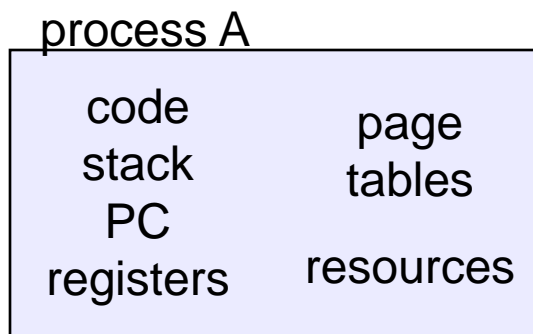 process A
code
stack
PC
registers
page
tables
resources